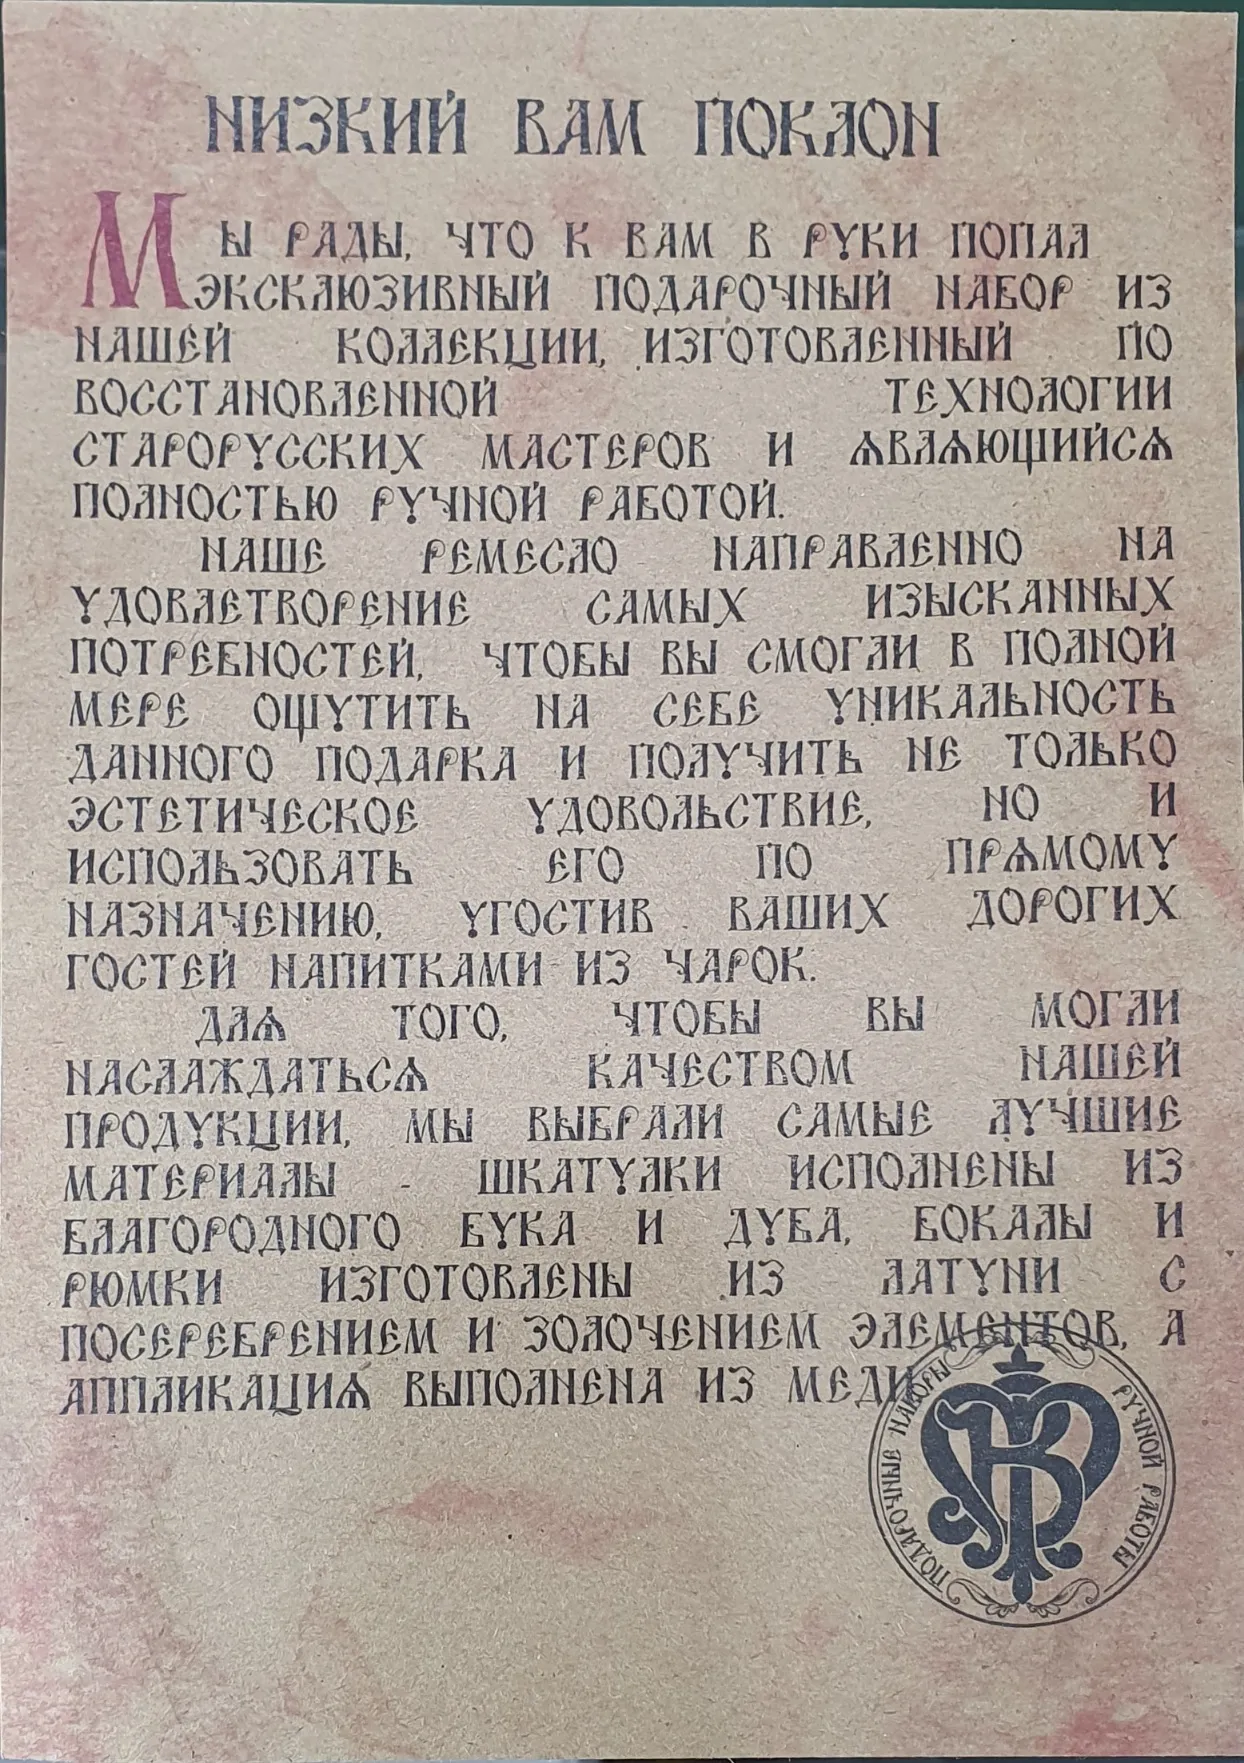 НИЗКИЙ ВАМ ПОКЛОН
МЫ РАДЫ, ЧТО К ВАМ В РУКИ ПОПАЛ
ЭКСКЛЮЗИВНЫЙ ПОДАРОЧНЫЙ НАБОР ИЗ
НАШЕЙ КОЛЛЕКЦИИ, ИЗГОТОВЛЕННЫЙ ПО
ВОССТАНОВЛЕННОЙ ТЕХНОЛОГИИ
СТАРОРУССКИХ МАСТЕРОВ И ЯВЛЯЮЩИЙСЯ
ПОЛНОСТЬЮ РУЧНОЙ РАБОТОЙ.
НАШЕ РЕМЕСЛО НАПРАВЛЕННО НА
УДОВЛЕТВОРЕНИЕ САМЫХ ИЗЫСКАННЫХ
ПОТРЕБНОСТЕЙ, ЧТОБЫ ВЫ СМОГЛИ В ПОЛНОЙ
МЕРЕ ОЩУТИТЬ НА СЕБЕ УНИКАЛЬНОСТЬ
ДАННОГО ПОДАРКА И ПОЛУЧИТЬ НЕ ТОЛЬКО
ЭСТЕТИЧЕСКОЕ УДОВОЛЬСТВИЕ, НО И
ИСПОЛЬЗОВАТЬ ЕГО ПО ПРЯМОМУ
НАЗНАЧЕНИЮ, УГОСТИВ ВАШИХ ДОРОГИХ
ГОСТЕЙ НАПИТКАМИ ИЗ ЧАРОК.
ДЛЯ ТОГО, ЧТОБЫ ВЫ МОГЛИ
НАСЛАЖДАТЬСЯ КАЧЕСТВОМ НАШЕЙ
ПРОДУКЦИИ, МЫ ВЫБРАЛИ САМЫЕ ЛУЧШИЕ
МАТЕРИАЛЫ - ШКАТУЛКИ ИСПОЛНЕНЫ ИЗ
БЛАГОРОДНОГО БУКА И ДУБА, БОКАЛЫ И
РЮМКИ ИЗГОТОВЛЕНЫ ИЗ ЛАТУНИ С
ПОСЕРЕБРЕНИЕМ И ЗОЛОЧЕНИЕМ ЭЛЕМЕНТОВ, А
АППЛИКАЦИЯ ВЫПОЛНЕНА ИЗ МЕДИ
ПОДАРОЧНЫЕ НАБОРЫ
РУЧНОЙ РАБОТЫ